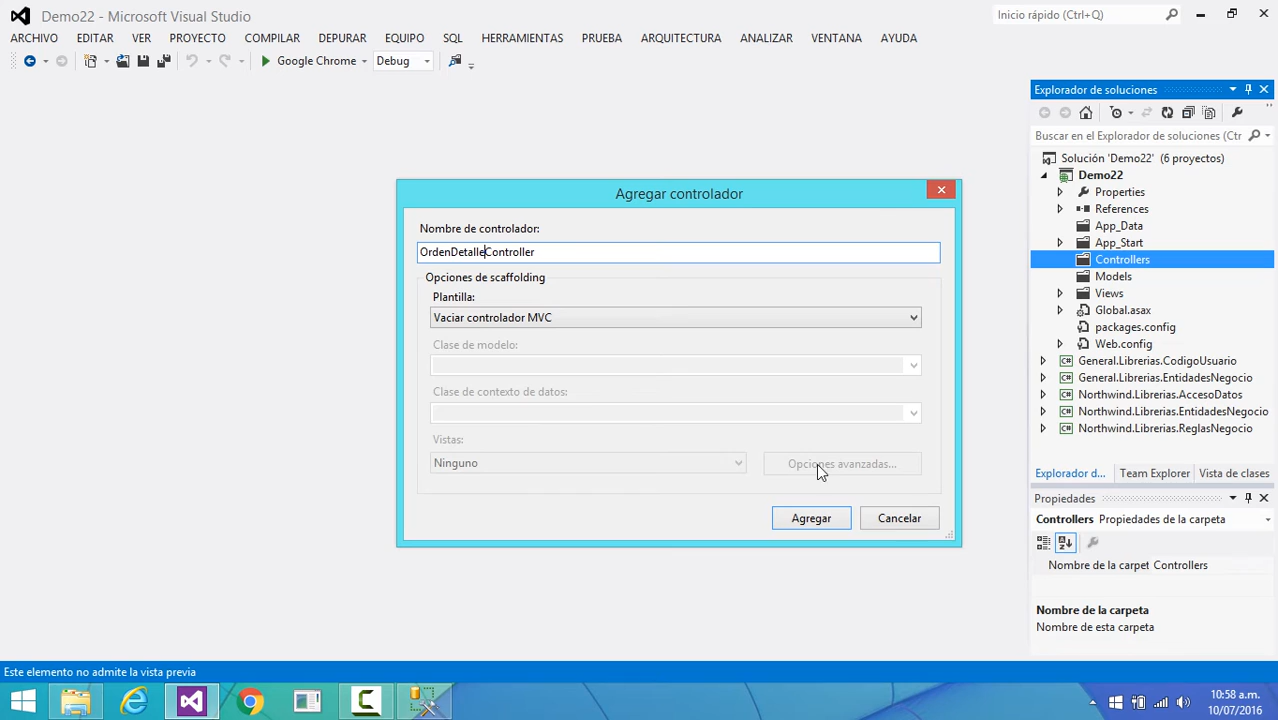 Demo22 - Microsoft Visual Studio
Inicio rápido (Ctrl+Q)
ARCHIVO EDITAR VER PROYECTO COMPILAR DEPURAR EQUIPO SQL HERRAMIENTAS PRUEBA ARQUITECTURA ANALIZAR VENTANA AYUDA
Google Chrome Debug
Explorador de soluciones
Buscar en el Explorador de soluciones (Ctr
Solución 'Demo22' (6 proyectos)
Demo22
Properties
References
App_Data
App_Start
Controllers
Models
Views
Global.asax
packages.config
Web.config
C# General.Librerias.CodigoUsuario
C# General.Librerias.EntidadesNegocio
C# Northwind.Librerias.AccesoDatos
C# Northwind.Librerias.EntidadesNegocio
C# Northwind.Librerias.ReglasNegocio
Explorador d... Team Explorer Vista de clases
Propiedades
Controllers Propiedades de la carpeta
Nombre de la carpet Controllers
Nombre de la carpeta
Nombre de esta carpeta
Agregar controlador
Nombre de controlador:
OrdenDetalleController
Opciones de scaffolding
Plantilla:
Vaciar controlador MVC
Clase de modelo:
Clase de contexto de datos:
Vistas:
Ninguno Opciones avanzadas...
Agregar Cancelar
Este elemento no admite la vista previa
10:58 a.m.
10/07/2016